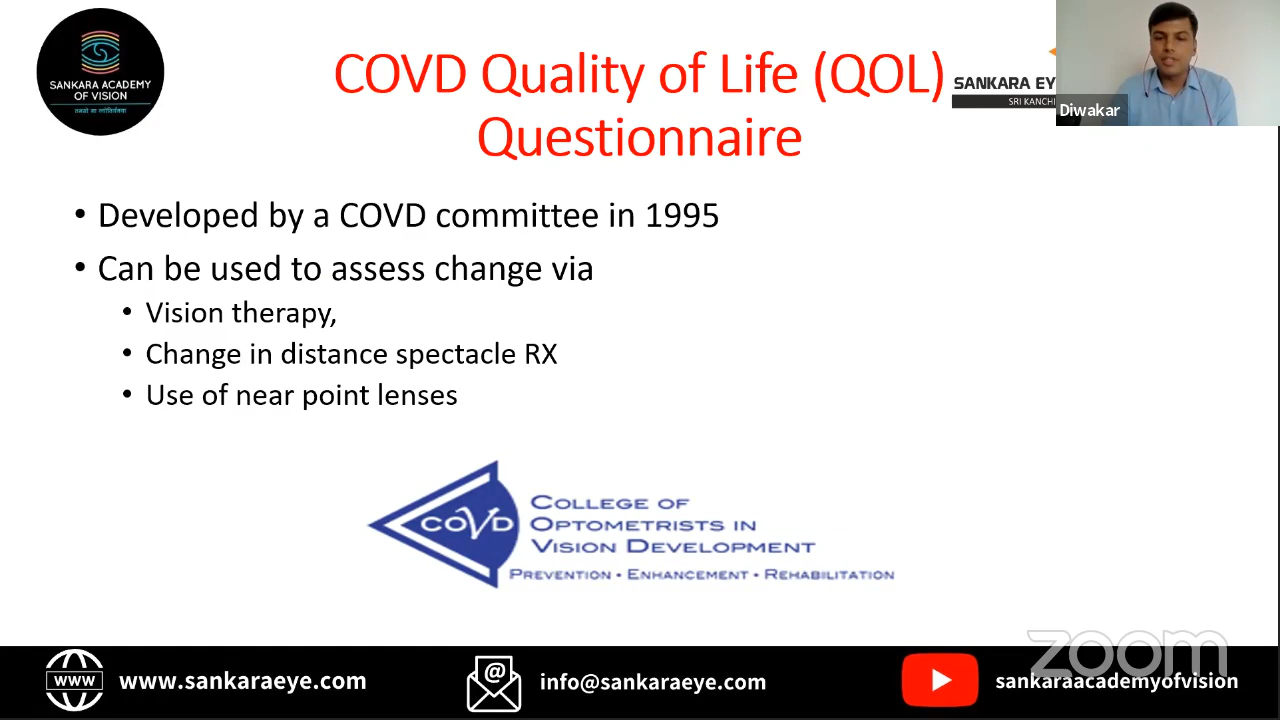 SANKARA ACADEMY
OF VISION
COVD Quality of Life (QOL)
Questionnaire
SANKARA EY
SRI KANCHI
Diwakar
• Developed by a COVD committee in 1995
• Can be used to assess change via
• Vision therapy,
• Change in distance spectacle RX
• Use of near point lenses
COVD
COLLEGE OF
OPTOMETRISTS IN
VISION DEVELOPMENT
PREVENTION • ENHANCEMENT • REHABILITATION
zoom
WWW
www.sankaraeye.com
@
info@sankaraeye.com
sankaraacademyofvision